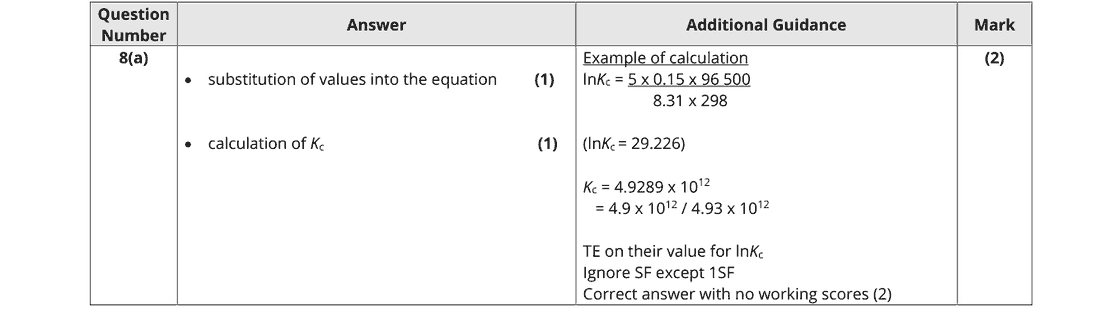 Question Number
Answer
Additional Guidance
Mark
8(a)
• substitution of values into the equation (1)
• calculation of Kc (1)
Example of calculation
lnKc = 5 x 0.15 x 96 500
8.31 x 298
(lnKc = 29.226)
Kc = 4.9289 x 10¹²
= 4.9 x 10¹² / 4.93 x 10¹²
TE on their value for lnKc
Ignore SF except 1SF
Correct answer with no working scores (2)
(2)